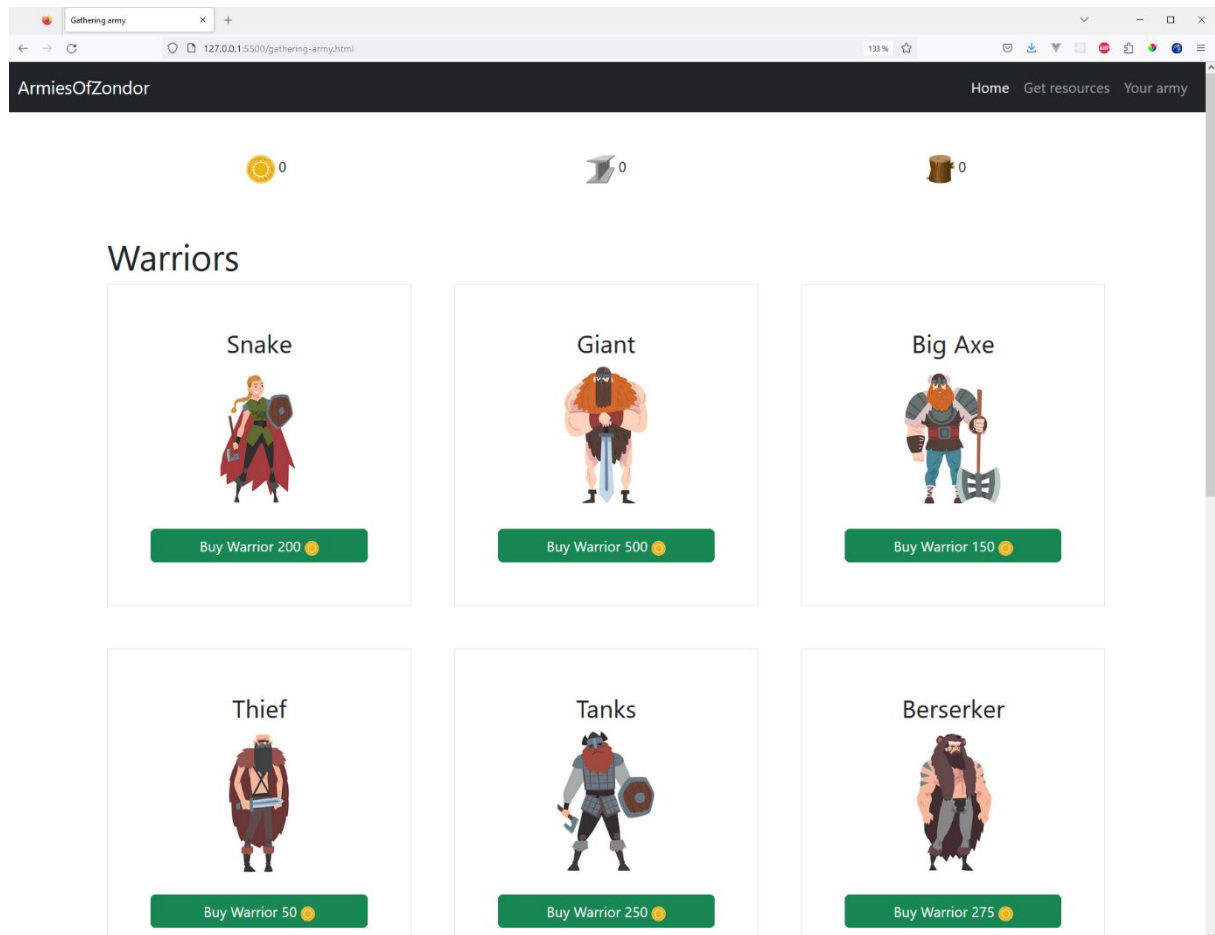 Gathering army
127.0.0.1:5500/gathering-army.html
133 %
ArmiesOfZondor
Home Get resources Your army
0 0 0
Warriors
Snake Giant Big Axe
Buy Warrior 200 Buy Warrior 500 Buy Warrior 150
Thief Tanks Berserker
Buy Warrior 50 Buy Warrior 250 Buy Warrior 275